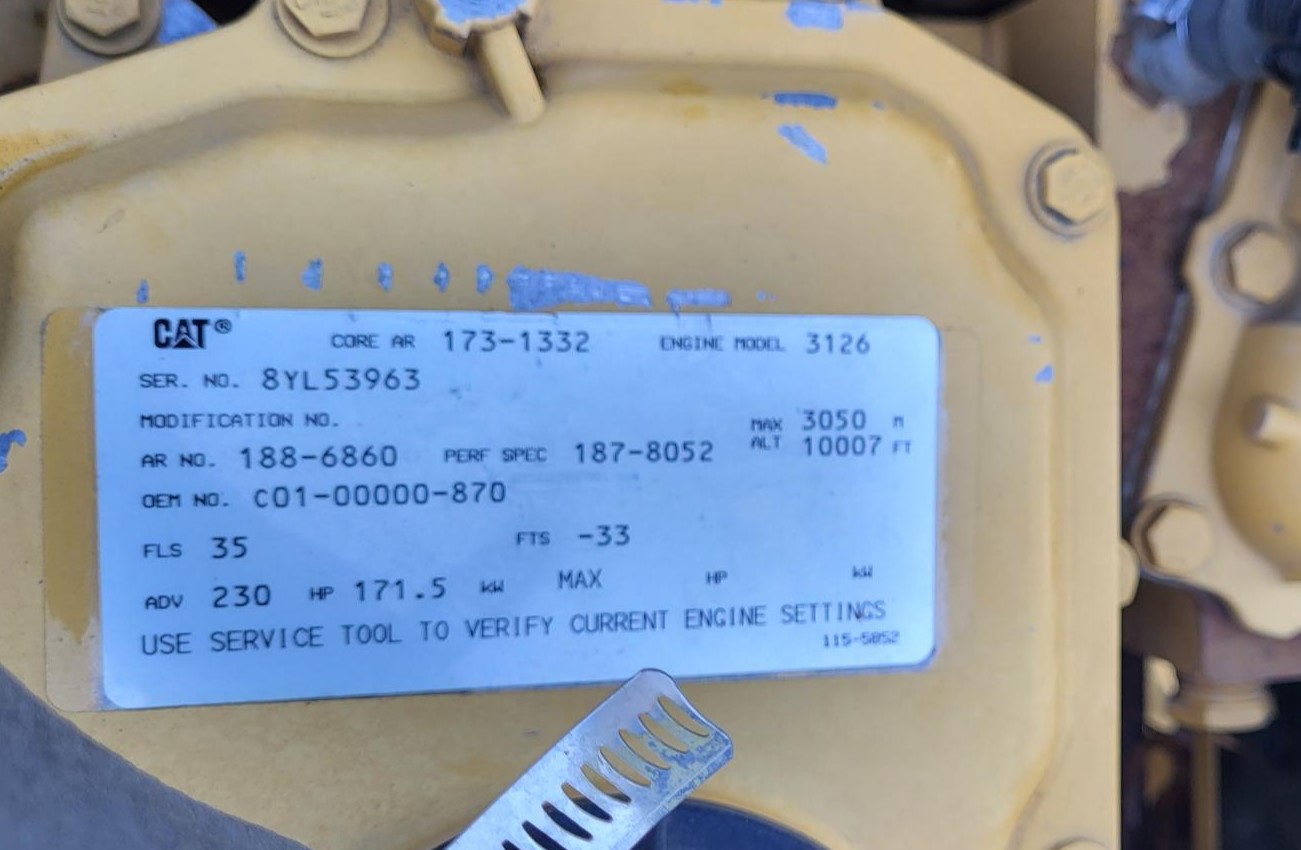 CAT® CORE AR 173-1332 ENGINE MODEL 3126
SER. NO. 8YL53963
MODIFICATION NO. MAX 3050 M
ALT 10007 FT
AR NO. 188-6860 PERF SPEC 187-8052
OEM NO. C01-00000-870
FLS 35 FTS -33
ADV 230 HP 171.5 kW MAX HP kW
USE SERVICE TOOL TO VERIFY CURRENT ENGINE SETTINGS
115-5852